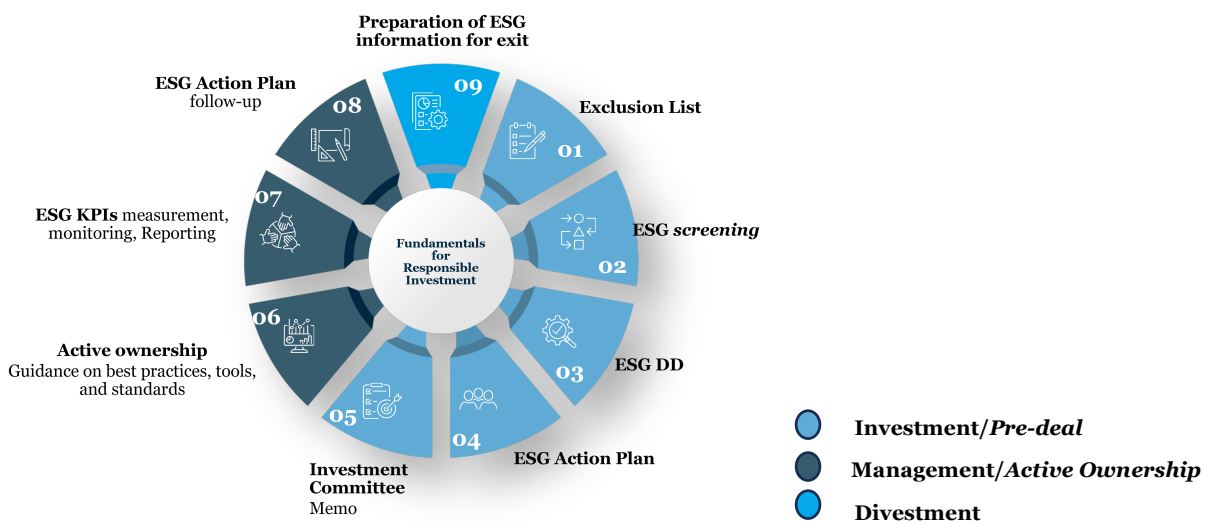 Preparation of ESG
information for exit
09
Exclusion List
01
ESG screening
02
ESG DD
03
ESG Action Plan
04
Investment
Committee
Memo
05
Active ownership
Guidance on best practices, tools,
and standards
06
ESG KPIs measurement,
monitoring, Reporting
07
ESG Action Plan
follow-up
08
Fundamentals
for
Responsible
Investment
Investment/Pre-deal
Management/Active Ownership
Divestment